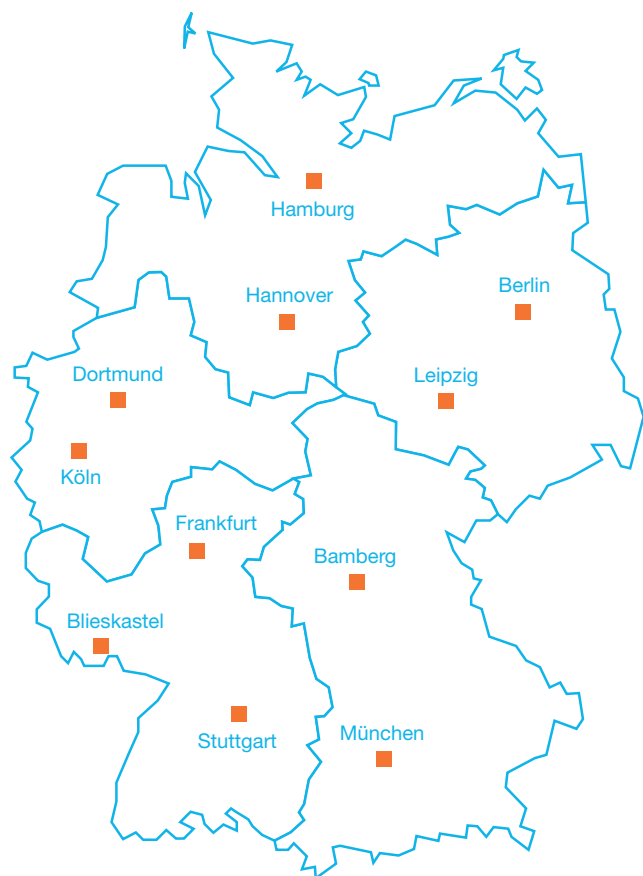 Hamburg
Hannover
Berlin
Dortmund
Leipzig
Köln
Frankfurt
Bamberg
Blieskastel
Stuttgart
München